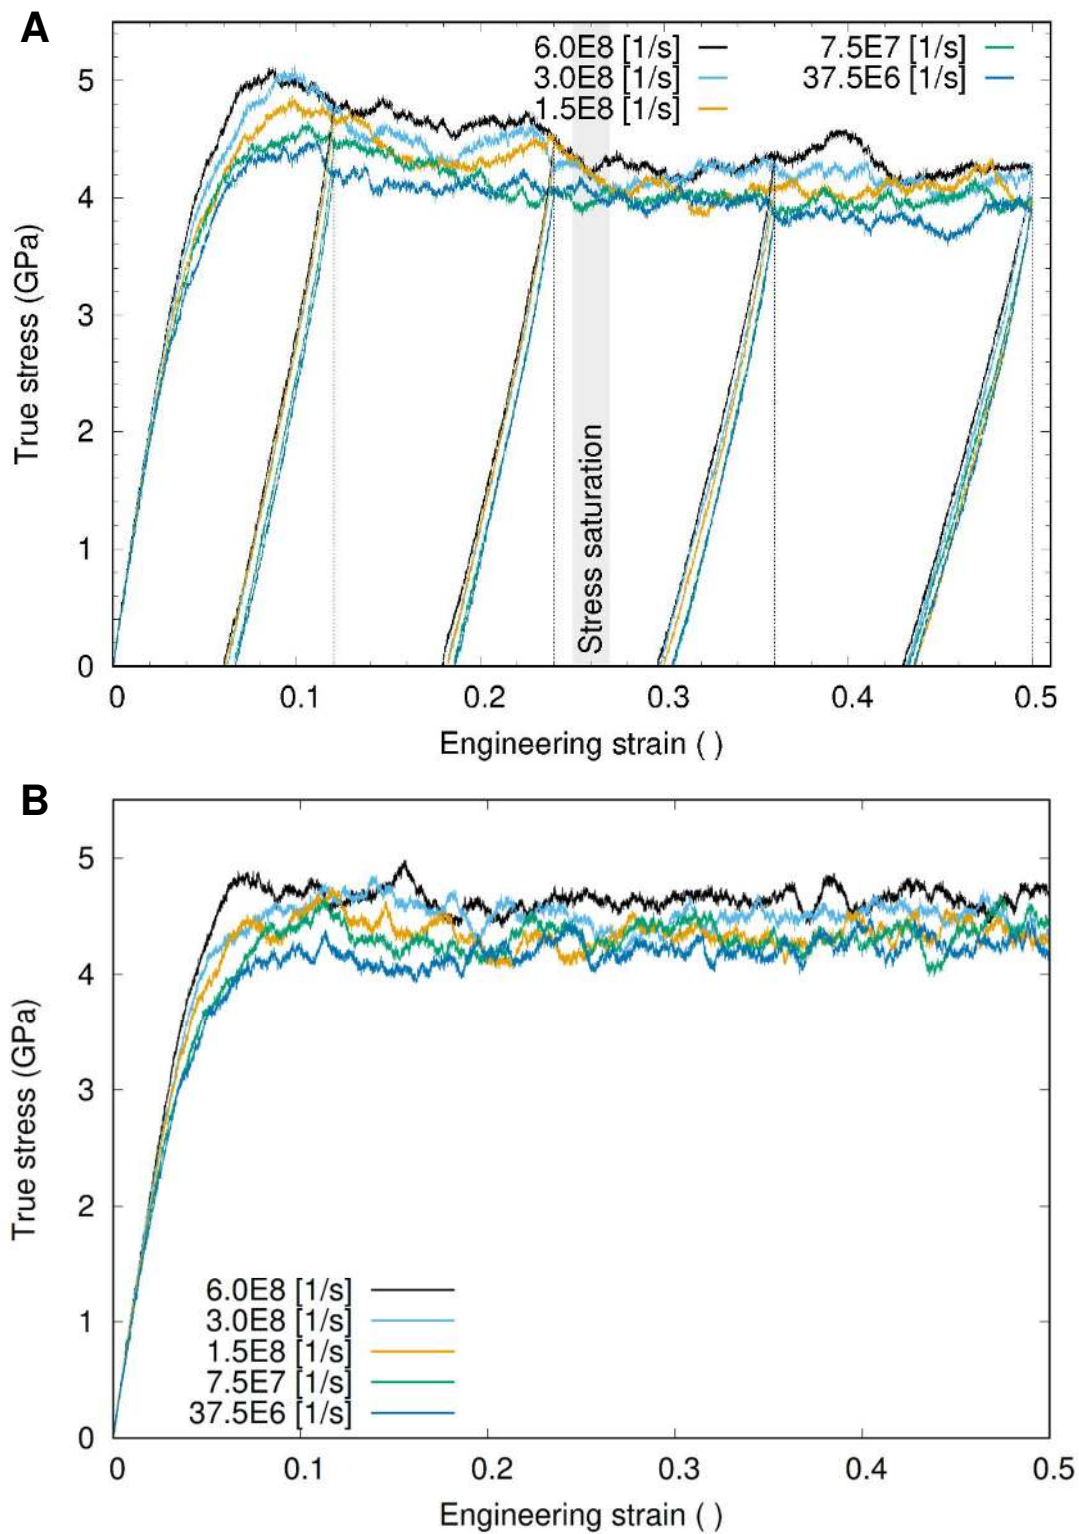 A
6.0E8 [1/s]
3.0E8 [1/s]
1.5E8 [1/s]
7.5E7 [1/s]
37.5E6 [1/s]
5
4
3
2
1
0
True stress (GPa)
Stress saturation
0 0.1 0.2 0.3 0.4 0.5
Engineering strain ( )
B
5
4
3
2
1
0
True stress (GPa)
6.0E8 [1/s]
3.0E8 [1/s]
1.5E8 [1/s]
7.5E7 [1/s]
37.5E6 [1/s]
0 0.1 0.2 0.3 0.4 0.5
Engineering strain ( )